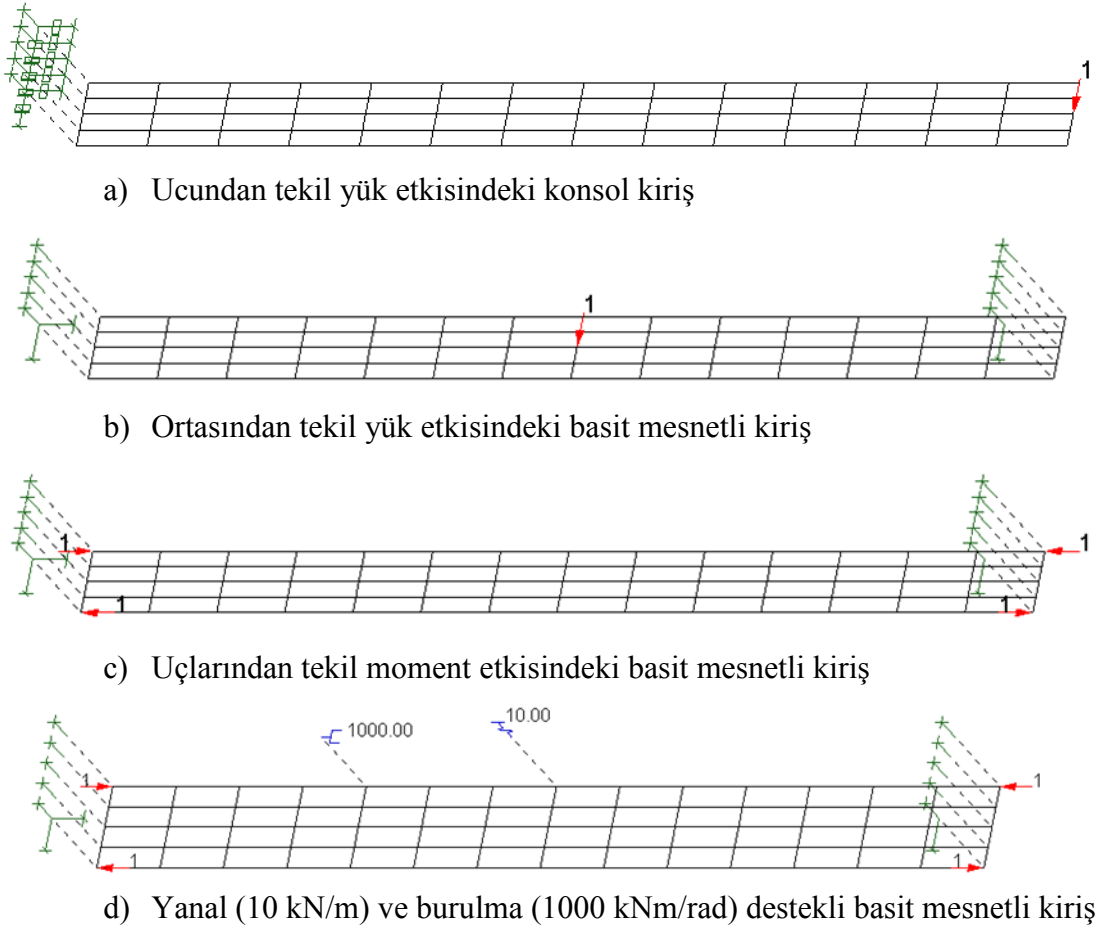 1
a) Ucundan tekil yük etkisindeki konsol kiriş
1
b) Ortasından tekil yük etkisindeki basit mesnetli kiriş
1 1
1 1
c) Uçlarından tekil moment etkisindeki basit mesnetli kiriş
1000.00 10.00
1 1
1 1
d) Yanal (10 kN/m) ve burulma (1000 kNm/rad) destekli basit mesnetli kiriş